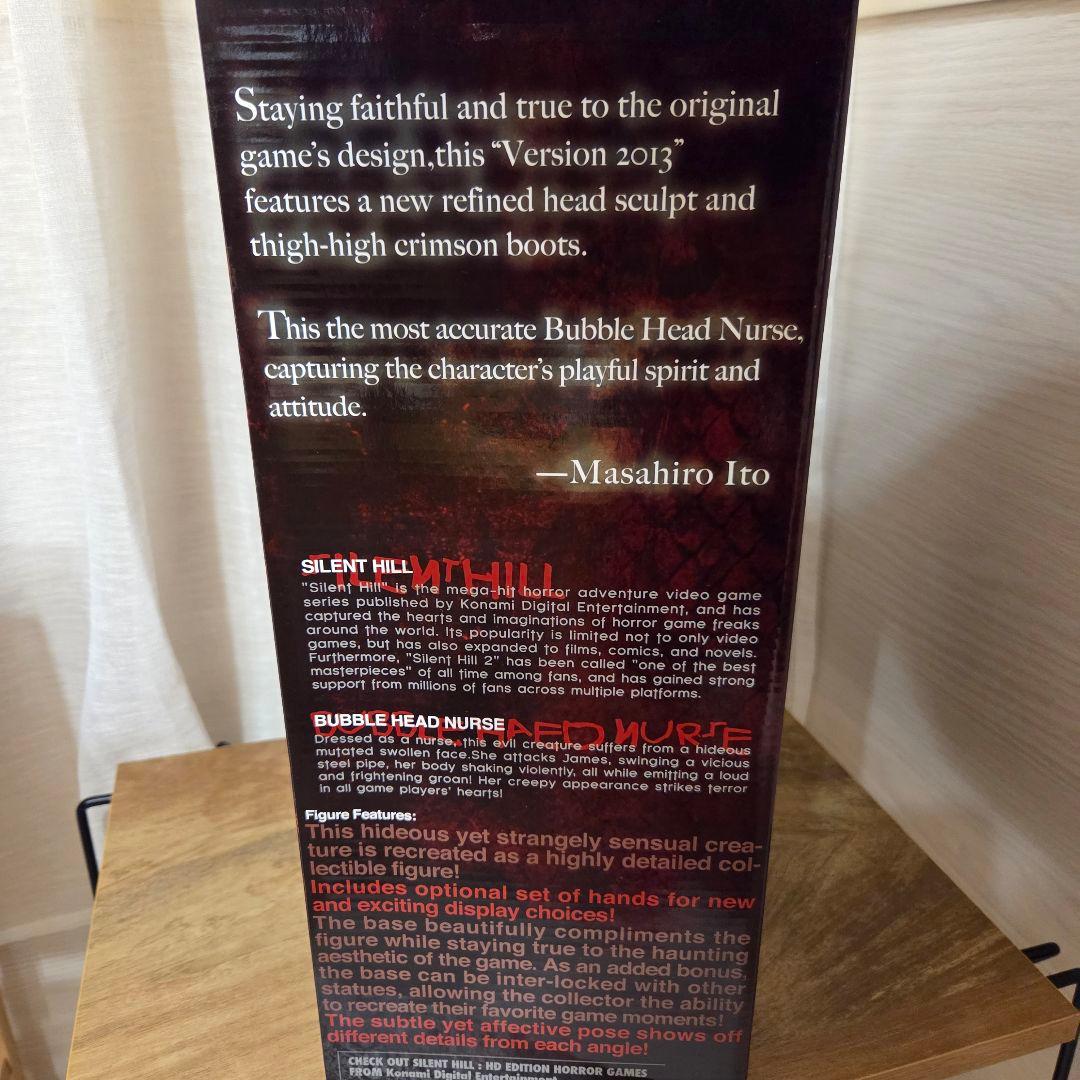 Staying faithful and true to the original
game's design,this “Version 2013”
features a new refined head sculpt and
thigh-high crimson boots.
This the most accurate Bubble Head Nurse,
capturing the character's playful spirit and
attitude.
—Masahiro Ito
SILENT HILL
SILENT HILL
"Silent Hill" is the mega-hit horror adventure video game
series published by Konami Digital Entertainment, and has
captured the hearts and imaginations of horror game freaks
around the world. Its popularity is limited not to only video
games, but has also expanded to films, comics, and novels.
Furthermore, "Silent Hill 2" has been called "one of the best
masterpieces" of all time among fans, and has gained strong
support from millions of fans across multiple platforms.
BUBBLE HEAD NURSE
BUBBLE HAED NURSE
Dressed as a nurse, this evil creature suffers from a hideous
mutated swollen face.She attacks James, swinging a vicious
steel pipe, her body shaking violently, all while emitting a loud
and frightening groan! Her creepy appearance strikes terror
in all game players' hearts!
Figure Features:
This hideous yet strangely sensual crea-
ture is recreated as a highly detailed col-
lectible figure!
Includes optional set of hands for new
and exciting display choices!
The base beautifully compliments the
figure while staying true to the haunting
aesthetic of the game. As an added bonus,
the base can be inter-locked with other
statues, allowing the collector the ability
to recreate their favorite game moments!
The subtle yet affective pose shows off
different details from each angle!
CHECK OUT SILENT HILL : HD EDITION HORROR GAMES
FROM Konami Digital Entertainment